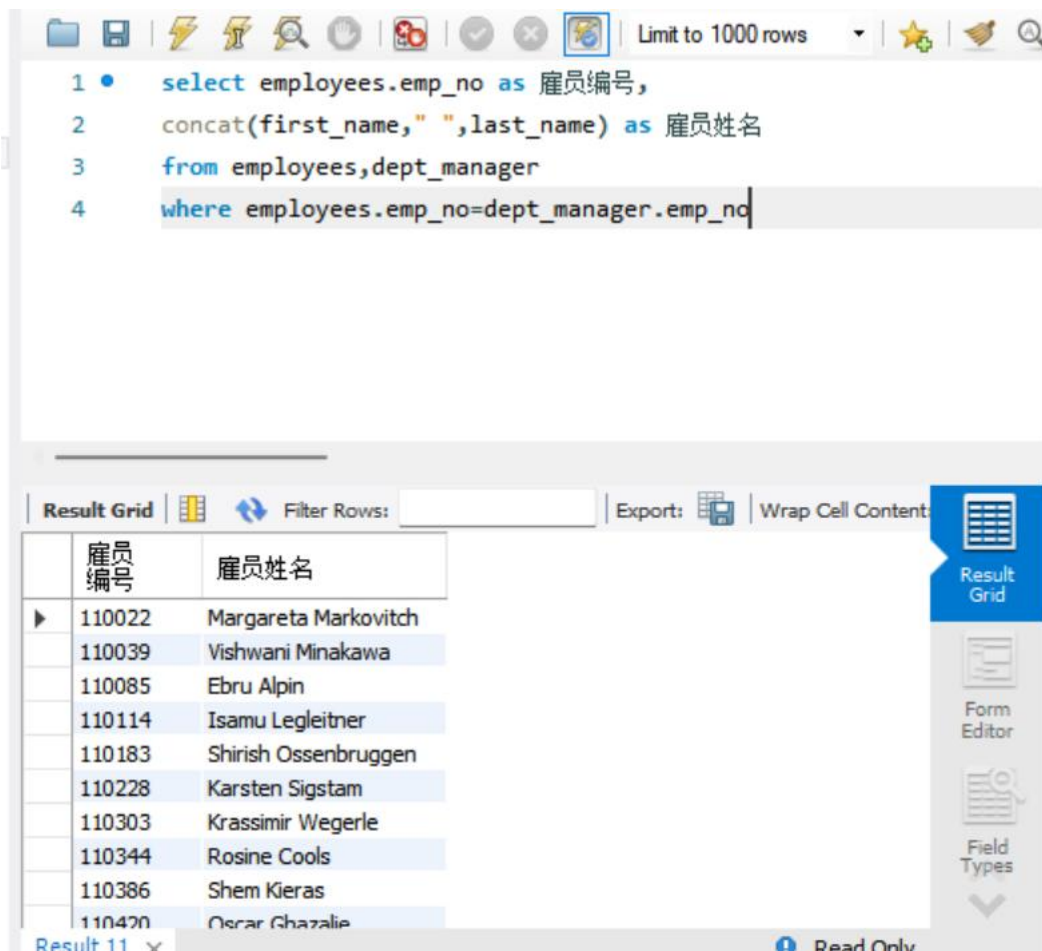 Limit to 1000 rows
1 select employees.emp_no as 雇员编号,
2 concat(first_name," ",last_name) as 雇员姓名
3 from employees,dept_manager
4 where employees.emp_no=dept_manager.emp_no
Result Grid Filter Rows: Export: Wrap Cell Content:
雇员编号 雇员姓名
110022 Margareta Markovitch
110039 Vishwani Minakawa
110085 Ebru Alpin
110114 Isamu Legleitner
110183 Shirish Ossenbruggen
110228 Karsten Sigstam
110303 Krassimir Wegerle
110344 Rosine Cools
110386 Shem Kieras
110420 Oscar Ghazalie
Result Grid
Form Editor
Field Types
Result 11 Read Only